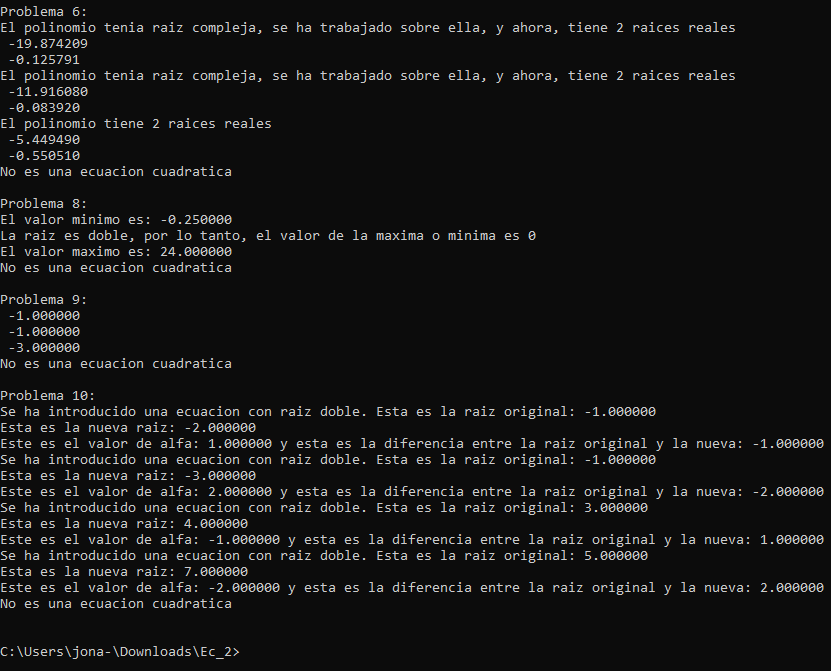 Problema 6:
El polinomio tenia raiz compleja, se ha trabajado sobre ella, y ahora, tiene 2 raices reales
-19.874209
-0.125791
El polinomio tenia raiz compleja, se ha trabajado sobre ella, y ahora, tiene 2 raices reales
-11.916080
-0.083920
El polinomio tiene 2 raices reales
-5.449490
-0.550510
No es una ecuacion cuadratica
Problema 8:
El valor minimo es: -0.250000
La raiz es doble, por lo tanto, el valor de la maxima o minima es 0
El valor maximo es: 24.000000
No es una ecuacion cuadratica
Problema 9:
-1.000000
-1.000000
-3.000000
No es una ecuacion cuadratica
Problema 10:
Se ha introducido una ecuacion con raiz doble. Esta es la raiz original: -1.000000
Esta es la nueva raiz: -2.000000
Este es el valor de alfa: 1.000000 y esta es la diferencia entre la raiz original y la nueva: -1.000000
Se ha introducido una ecuacion con raiz doble. Esta es la raiz original: -1.000000
Esta es la nueva raiz: -3.000000
Este es el valor de alfa: 2.000000 y esta es la diferencia entre la raiz original y la nueva: -2.000000
Se ha introducido una ecuacion con raiz doble. Esta es la raiz original: 3.000000
Esta es la nueva raiz: 4.000000
Este es el valor de alfa: -1.000000 y esta es la diferencia entre la raiz original y la nueva: 1.000000
Se ha introducido una ecuacion con raiz doble. Esta es la raiz original: 5.000000
Esta es la nueva raiz: 7.000000
Este es el valor de alfa: -2.000000 y esta es la diferencia entre la raiz original y la nueva: 2.000000
No es una ecuacion cuadratica
C:\Users\jona-\Downloads\Ec_2>